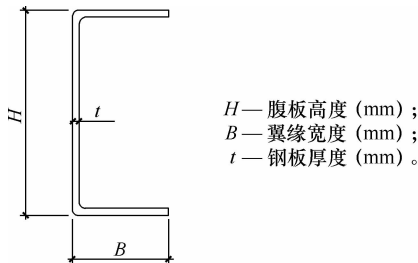 H
t
B
H — 腹板高度 (mm) ;
B — 翼缘宽度 (mm) ;
t — 钢板厚度 (mm) 。